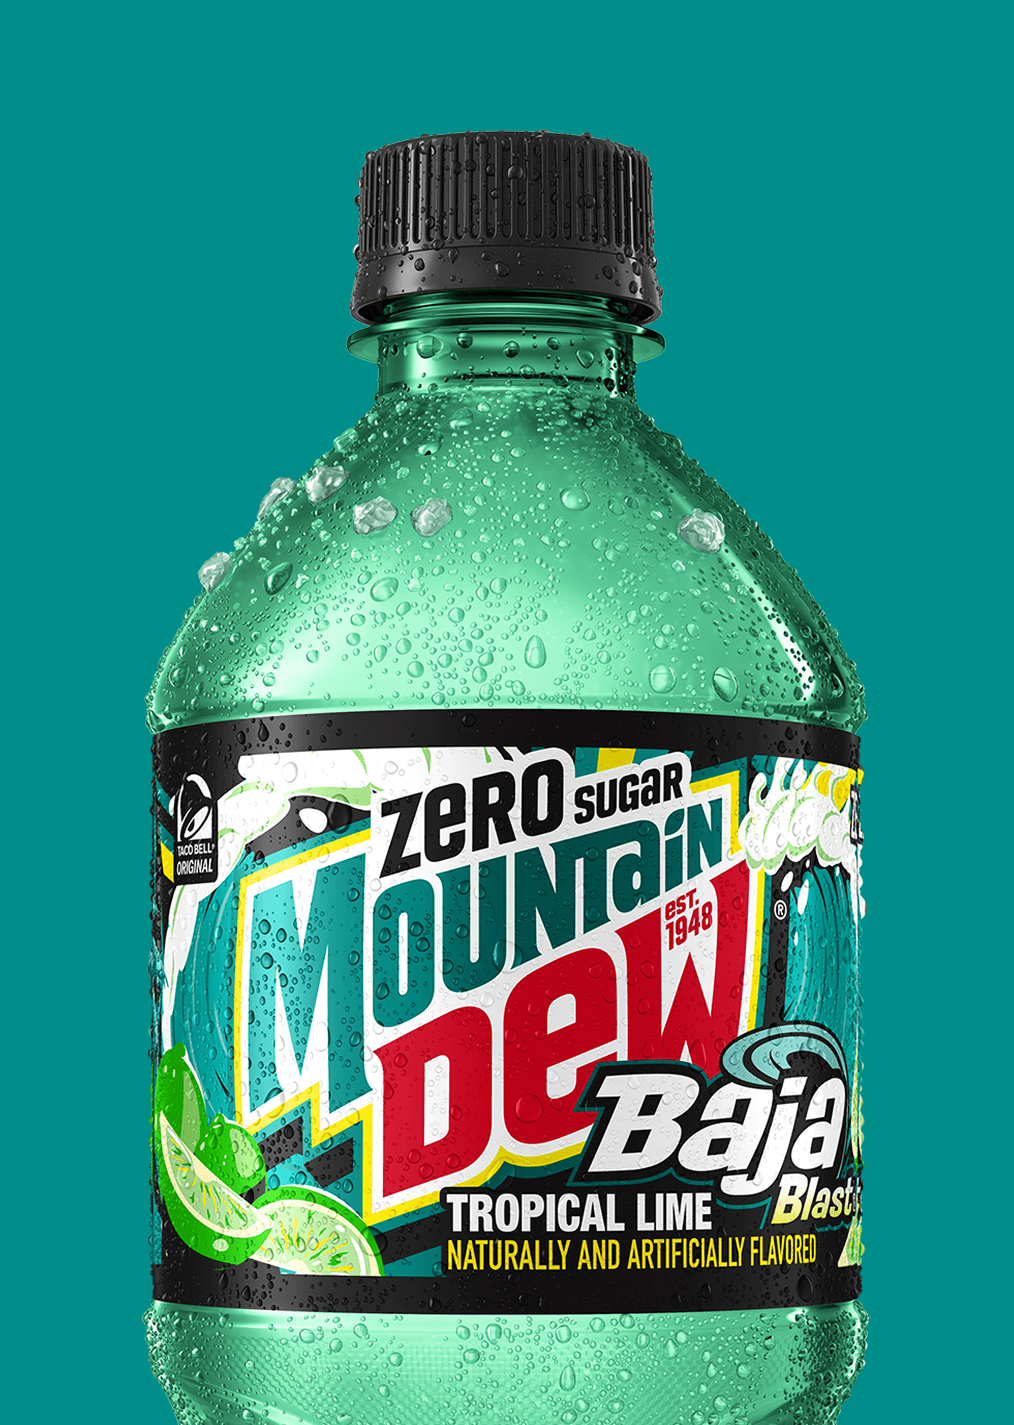 ZERO SUGAR
MOUNTAIN
DEW
est.
1948
®
TACO BELL®
ORIGINAL
Baja
Blast
TROPICAL LIME
NATURALLY AND ARTIFICIALLY FLAVORED